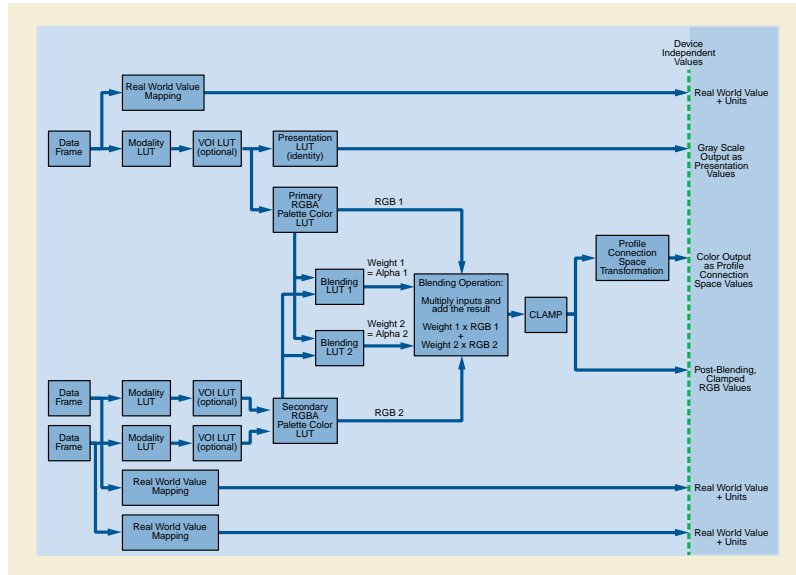 Device
Independent
Values
Real World Value
Mapping
Real World Value
+ Units
Data
Frame
Modality
LUT
VOI LUT
(optional)
Presentation
LUT
(identity)
Gray Scale
Output as
Presentation
Values
Primary
RGBA
Palette Color
LUT
RGB 1
Profile
Connection
Space
Transformation
Color Output
as Profile
Connection
Space Values
Blending
LUT 1
Weight 1
= Alpha 1
Blending Operation:
Multiply inputs and
add the result
Weight 1 x RGB 1
+
Weight 2 x RGB 2
CLAMP
Blending
LUT 2
Weight 2
= Alpha 2
Post-Blending,
Clamped
RGB Values
Data
Frame
Modality
LUT
VOI LUT
(optional)
Secondary
RGBA
Palette Color
LUT
RGB 2
Data
Frame
Modality
LUT
VOI LUT
(optional)
Real World Value
Mapping
Real World Value
+ Units
Real World Value
Mapping
Real World Value
+ Units